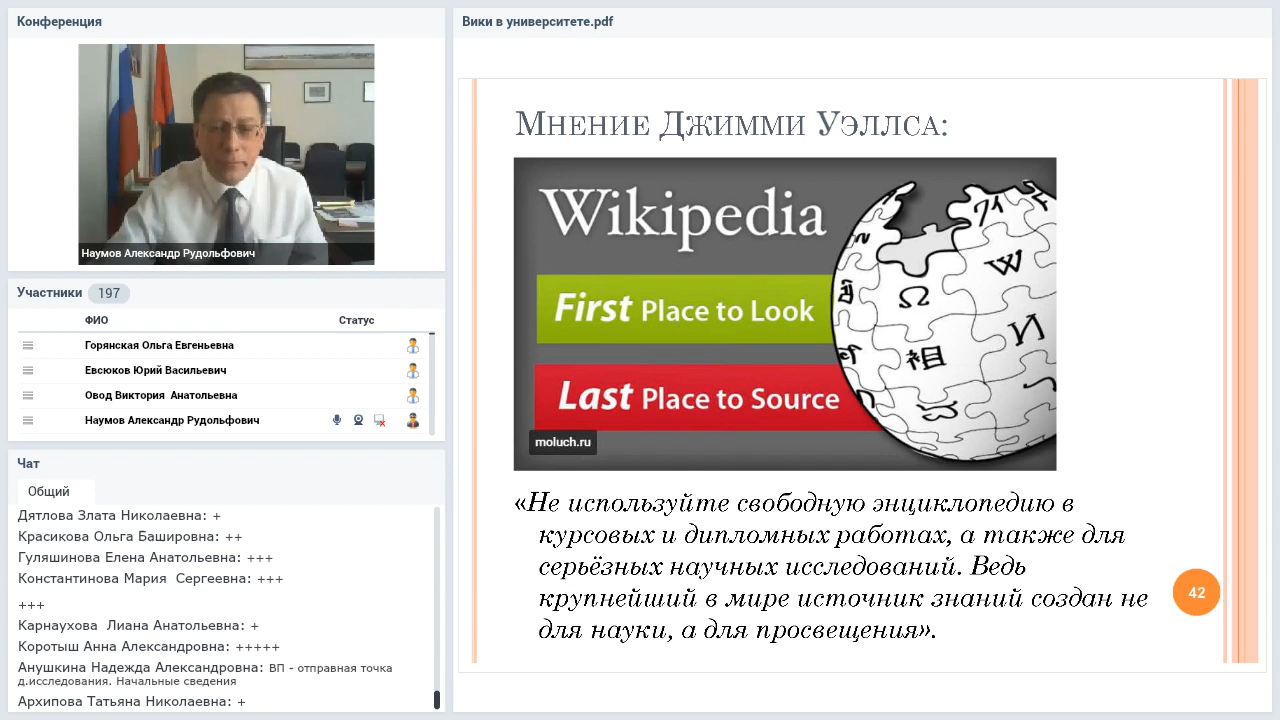 Конференция
Наумов Александр Рудольфович
Участники 197
ФИО Статус
Горянская Ольга Евгеньевна
Евсюков Юрий Васильевич
Овод Виктория Анатольевна
Наумов Александр Рудольфович
Чат
Общий
Дятлова Злата Николаевна: +
Красикова Ольга Башировна: ++
Гуляшинова Елена Анатольевна: +++
Константинова Мария Сергеевна: +++
+++
Карнаухова Лиана Анатольевна: +
Коротыш Анна Александровна: +++++
Анушкина Надежда Александровна: ВП - отправная точка
д.исследования. Начальные сведения
Архипова Татьяна Николаевна: +
Вики в университете.pdf
Мнение Джимми Уэллса:
Wikipedia
First Place to Look
Last Place to Source
moluch.ru
«Не используйте свободную энциклопедию в
курсовых и дипломных работах, а также для
серьёзных научных исследований. Ведь
крупнейший в мире источник знаний создан не
для науки, а для просвещения».
42